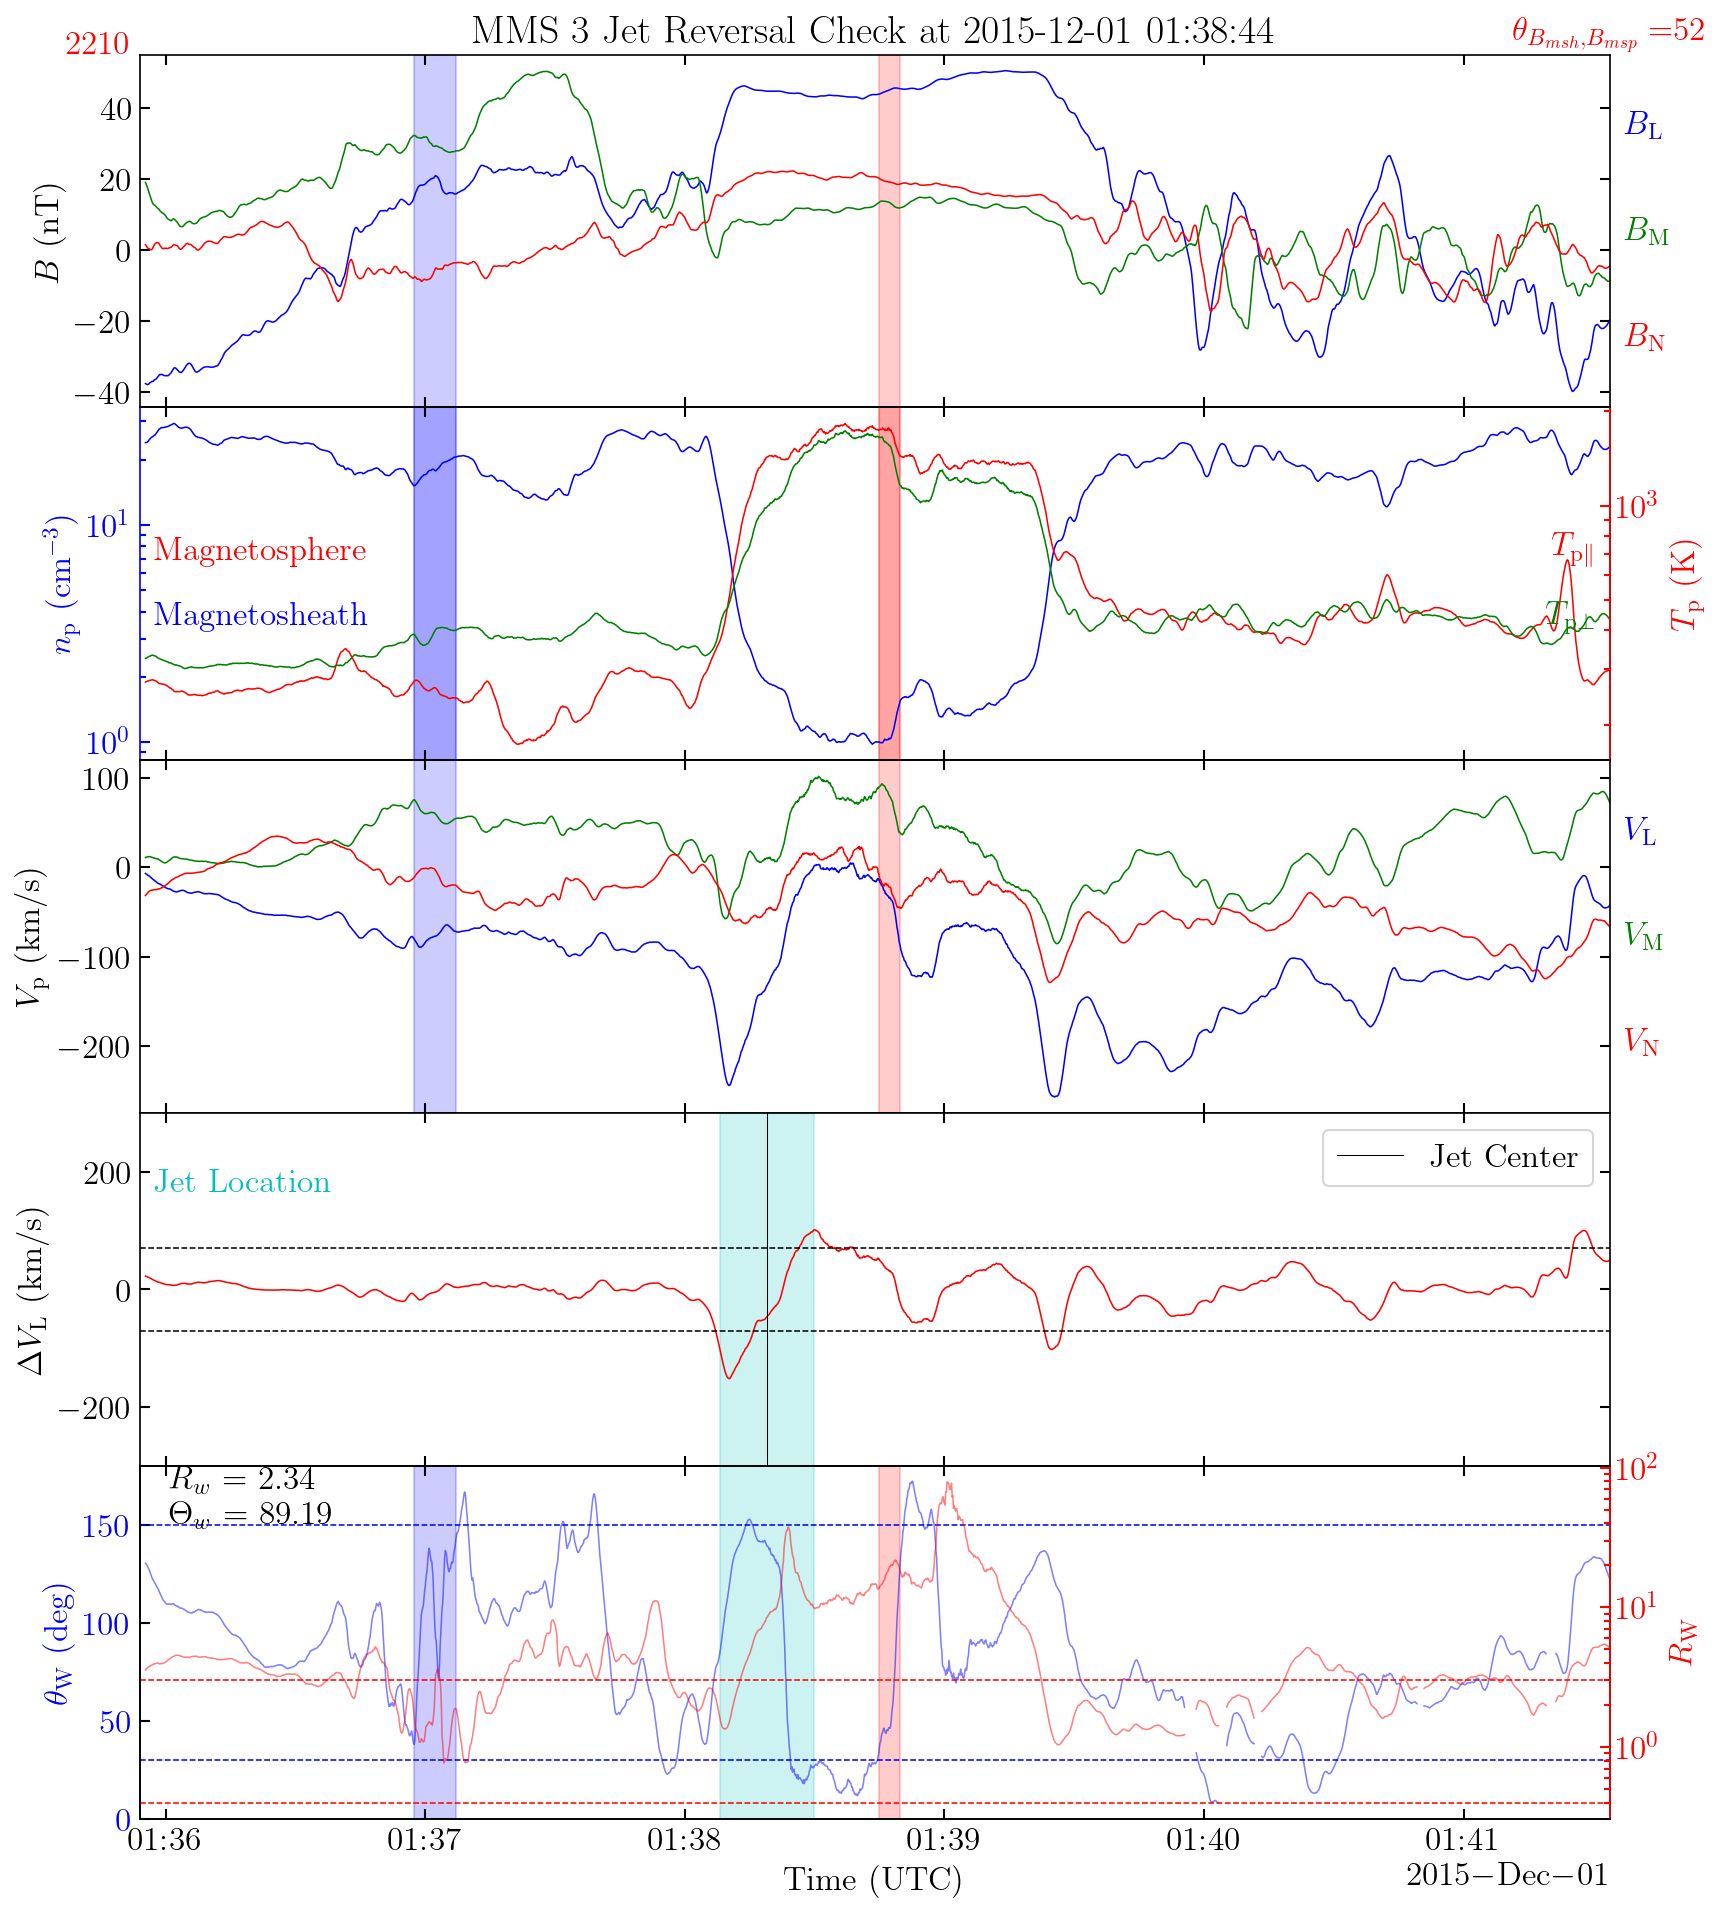 MMS 3 Jet Reversal Check at 2015-12-01 01:38:44
2210
θ_{B_{msh},B_{msp}} =52
B (nT)
40
20
0
−20
−40
B_L
B_M
B_N
n_p (cm^{−3})
10^1
10^0
Magnetosphere
Magnetosheath
T_{p∥}
T_{p⊥}
10^3
T_p (K)
V_p (km/s)
100
0
−100
−200
V_L
V_M
V_N
ΔV_L (km/s)
200
0
−200
Jet Location
Jet Center
R_w = 2.34
Θ_w = 89.19
θ_W (deg)
150
100
50
0
10^2
10^1
10^0
R_W
01:36 01:37 01:38 01:39 01:40 01:41
Time (UTC)
2015−Dec−01